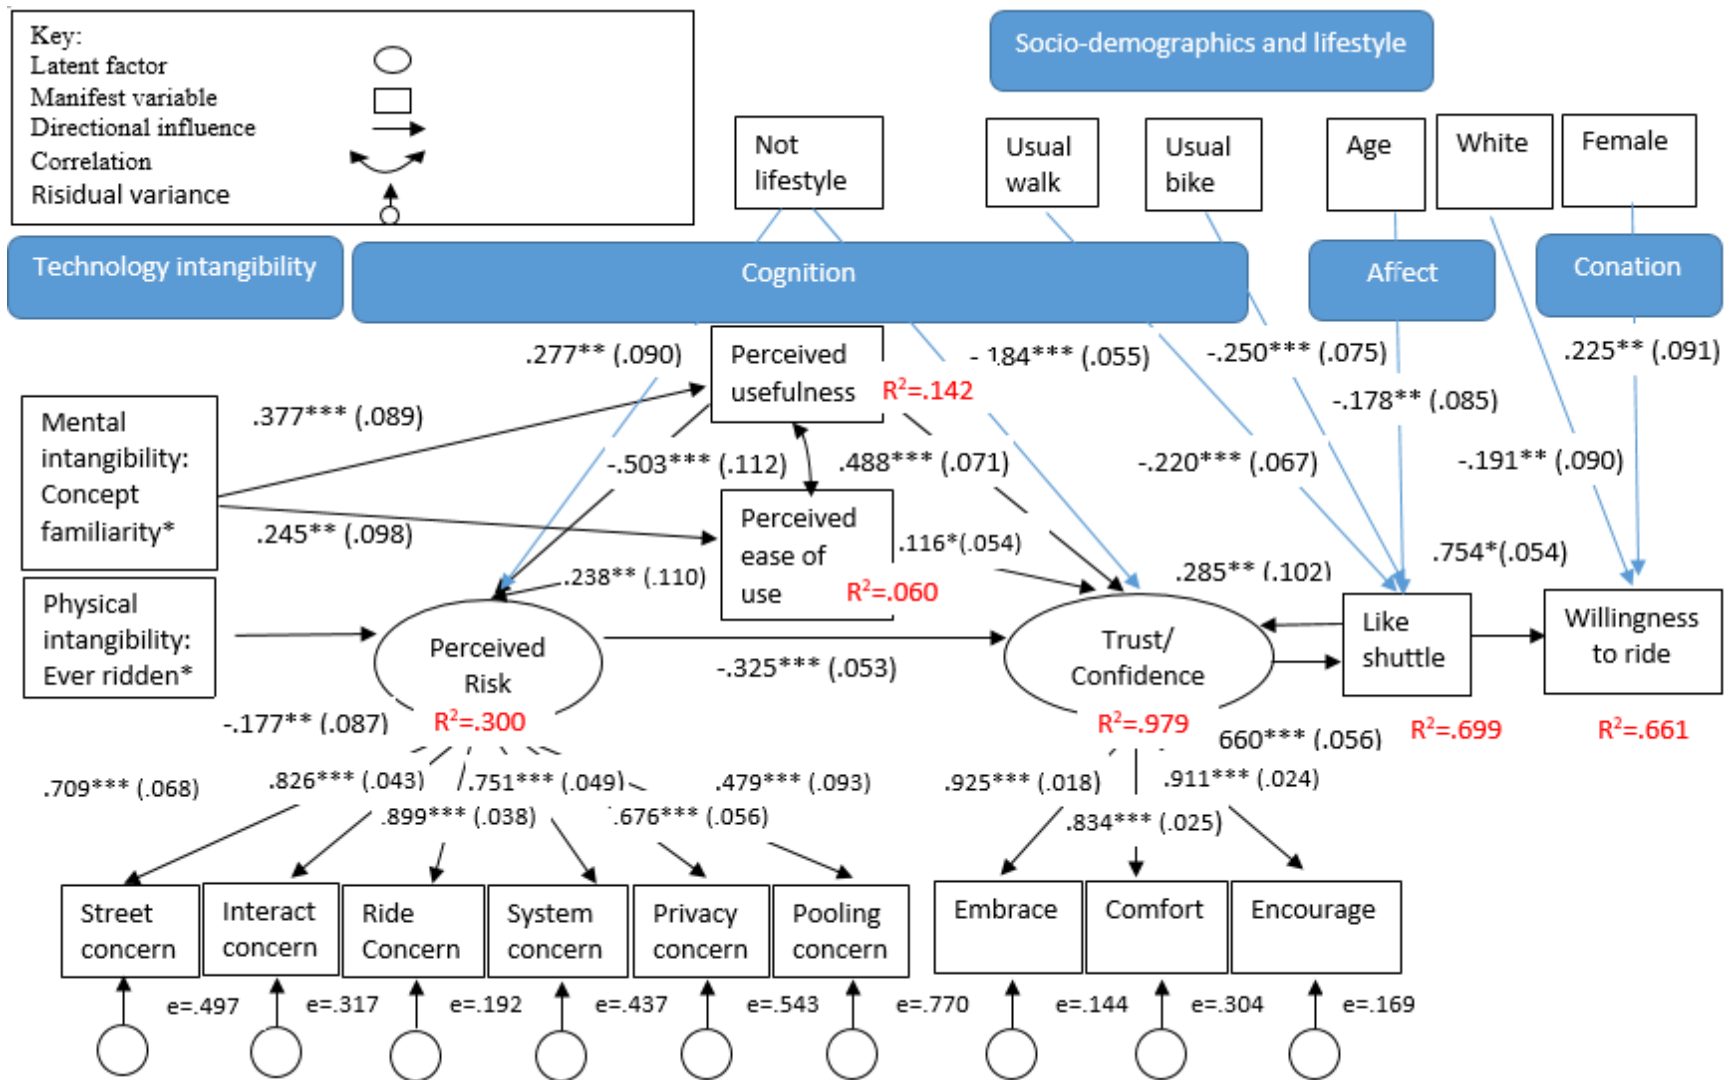 Key:
Latent factor
Manifest variable
Directional influence
Correlation
Risidual variance
Socio-demographics and lifestyle
Not
lifestyle
Usual
walk
Usual
bike
Age
White
Female
Technology intangibility
Cognition
Affect
Conation
.277** (.090)
Perceived
usefulness
R²=.142
-.184*** (.055)
-.250*** (.075)
.225** (.091)
-.178** (.085)
Mental
intangibility:
Concept
familiarity*
.377*** (.089)
-.503*** (.112)
.488*** (.071)
-.220*** (.067)
-.191** (.090)
.245** (.098)
Perceived
ease of
use
R²=.060
.116*(.054)
.238** (.110)
.285** (.102)
.754*(.054)
Physical
intangibility:
Ever ridden*
Perceived
Risk
R²=.300
-.325*** (.053)
Trust/
Confidence
R²=.979
Like
shuttle
R²=.699
Willingness
to ride
R²=.661
-.177** (.087)
660*** (.056)
.709*** (.068)
.826*** (.043)
.751*** (.049)
.479*** (.093)
.925*** (.018)
.911*** (.024)
.899*** (.038)
.676*** (.056)
.834*** (.025)
Street
concern
Interact
concern
Ride
Concern
System
concern
Privacy
concern
Pooling
concern
Embrace
Comfort
Encourage
e=.497
e=.317
e=.192
e=.437
e=.543
e=.770
e=.144
e=.304
e=.169